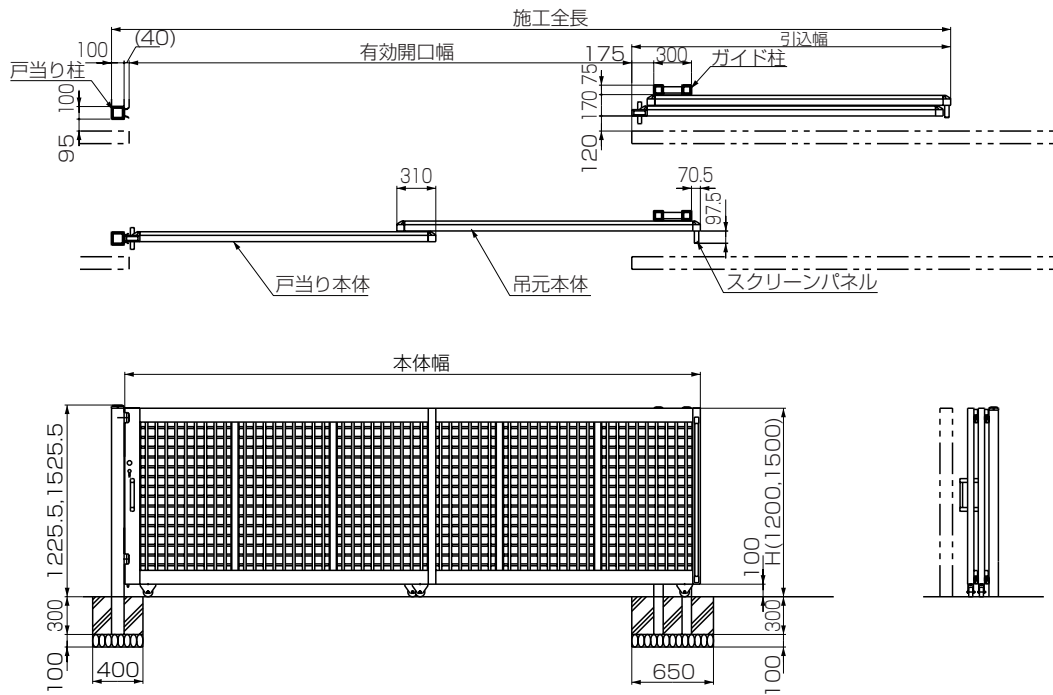 施工全長
100
(40)
有効開口幅
引込幅
175
300
ガイド柱
戸当り柱
75
100
170
95
120
310
70.5
97.5
戸当り本体
吊元本体
スクリーンパネル
本体幅
1225.5,1525.5
H(1200,1500)
100
300
300
100
400
650
100